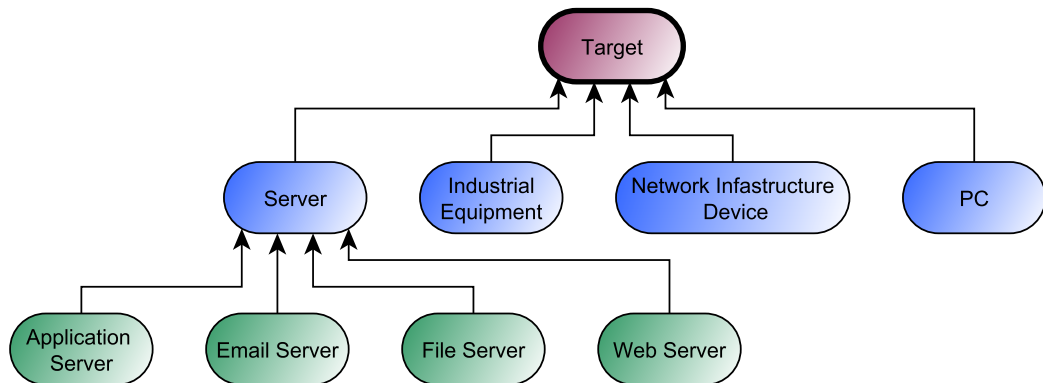 Target
Server
Industrial
Equipment
Network Infastructure
Device
PC
Application
Server
Email Server
File Server
Web Server